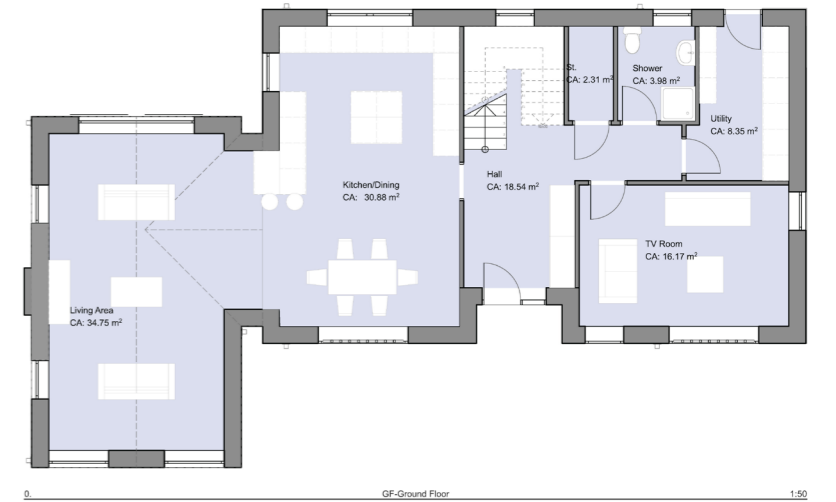 St.
CA: 2.31 m²
Shower
CA: 3.98 m²
Utility
CA: 8.35 m²
Hall
CA: 18.54 m²
Kitchen/Dining
CA: 30.88 m²
TV Room
CA: 16.17 m²
Living Area
CA: 34.75 m²
0.
GF-Ground Floor
1:50